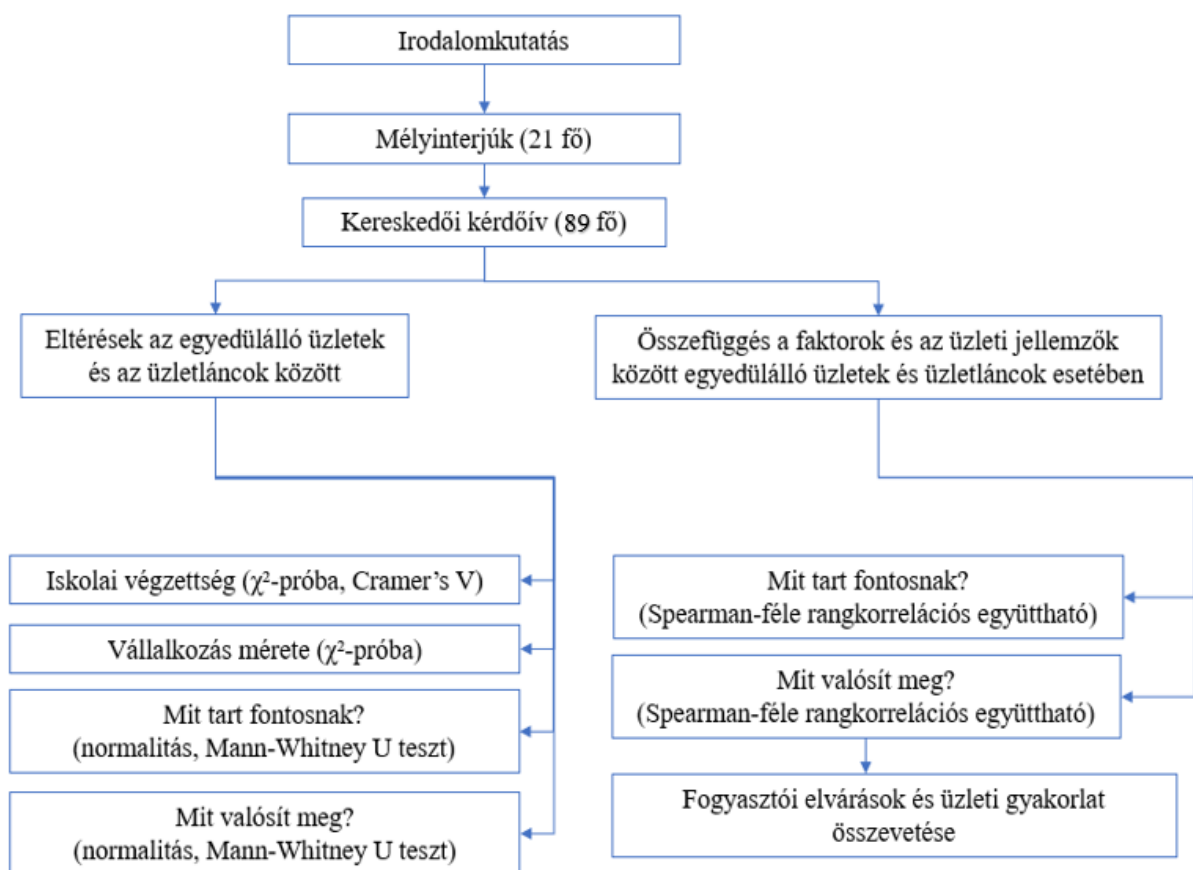 Irodalomkutatás
Mélyinterjúk (21 fő)
Kereskedői kérdőív (89 fő)
Eltérések az egyedülálló üzletek
és az üzletláncok között
Összefüggés a faktorok és az üzleti jellemzők
között egyedülálló üzletek és üzletláncok esetében
Iskolai végzettség (χ²-próba, Cramer’s V)
Vállalkozás mérete (χ²-próba)
Mit tart fontosnak?
(normalitás, Mann-Whitney U teszt)
Mit valósít meg?
(normalitás, Mann-Whitney U teszt)
Mit tart fontosnak?
(Spearman-féle rangkorrelációs együttható)
Mit valósít meg?
(Spearman-féle rangkorrelációs együttható)
Fogyasztói elvárások és üzleti gyakorlat
összevetése